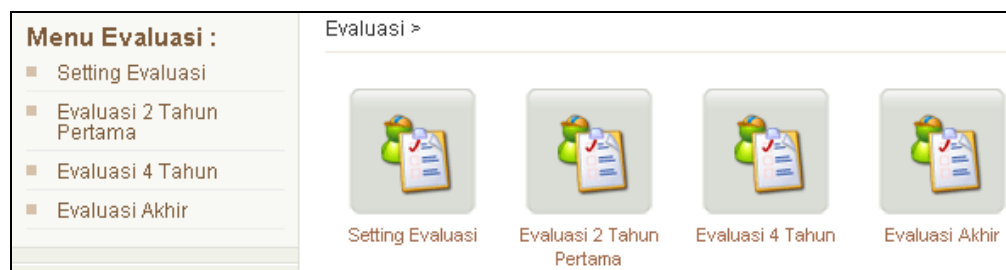 Menu Evaluasi :
Setting Evaluasi
Evaluasi 2 Tahun
Pertama
Evaluasi 4 Tahun
Evaluasi Akhir
Evaluasi >
Setting Evaluasi
Evaluasi 2 Tahun
Pertama
Evaluasi 4 Tahun
Evaluasi Akhir